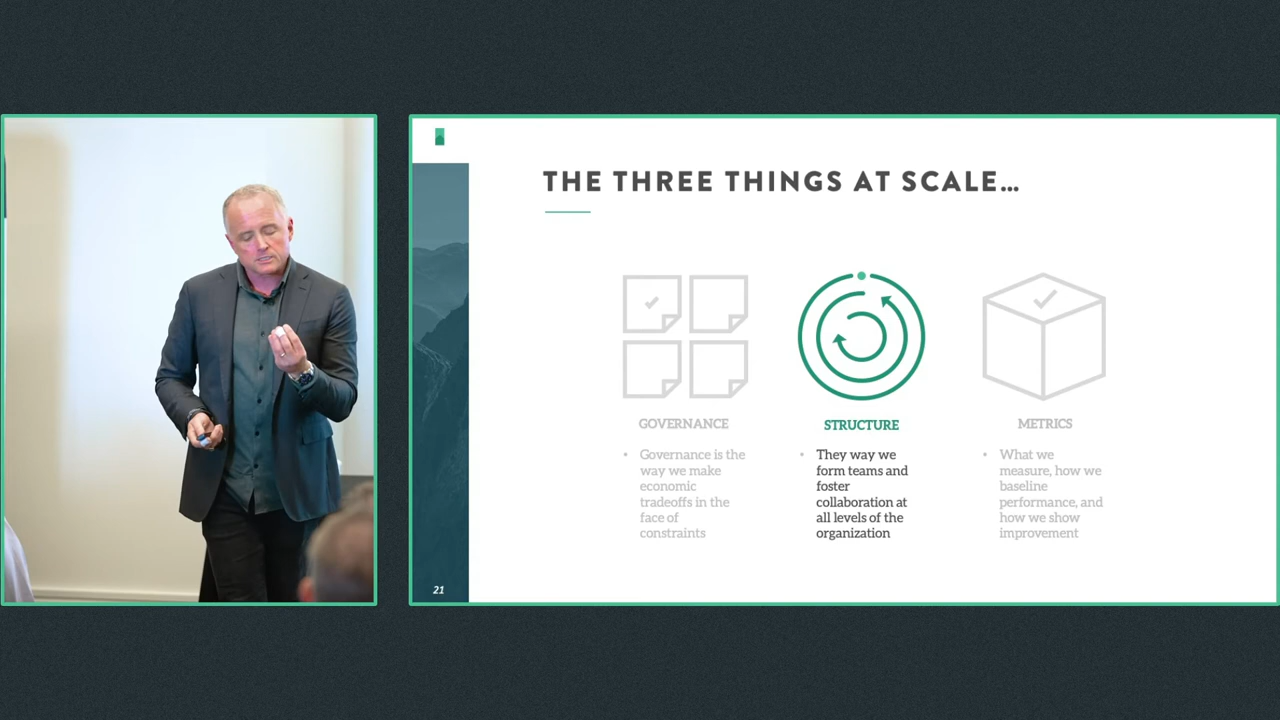 THE THREE THINGS AT SCALE…
GOVERNANCE
• Governance is the
way we make
economic
tradeoffs in the
face of
constraints
STRUCTURE
• They way we
form teams and
foster
collaboration at
all levels of the
organization
METRICS
• What we
measure, how we
baseline
performance, and
how we show
improvement
21